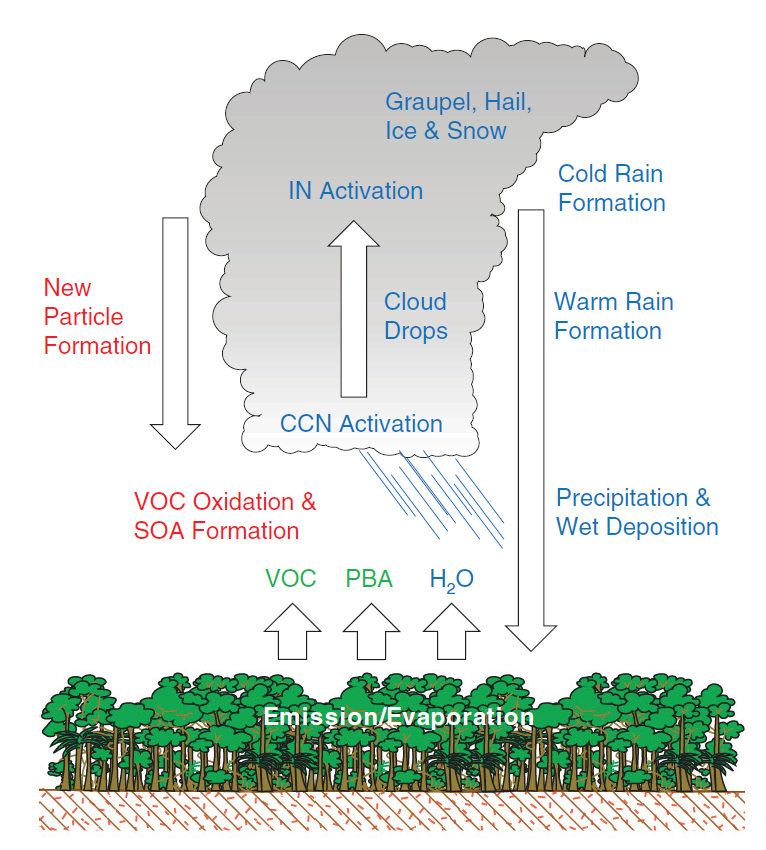 Graupel, Hail,
Ice & Snow
IN Activation
Cold Rain
Formation
New
Particle
Formation
Cloud
Drops
Warm Rain
Formation
CCN Activation
VOC Oxidation &
SOA Formation
Precipitation &
Wet Deposition
VOC PBA H₂O
Emission/Evaporation